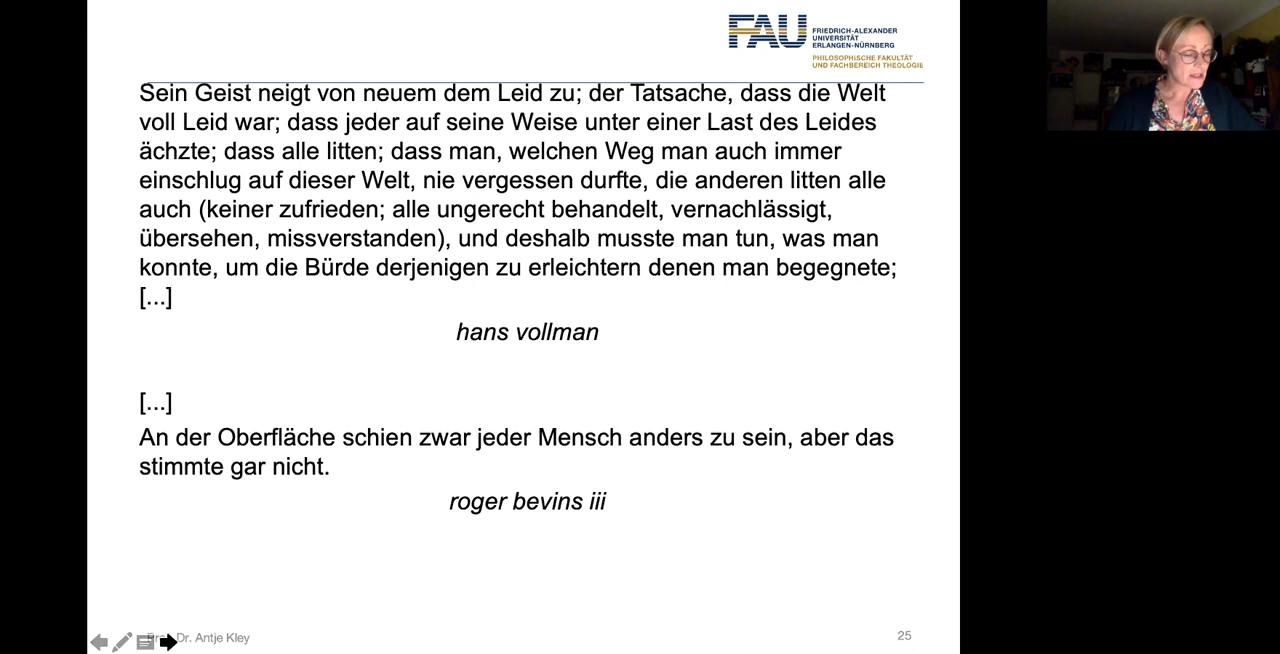 FAU
FRIEDRICH-ALEXANDER
UNIVERSITÄT
ERLANGEN-NÜRNBERG
PHILOSOPHISCHE FAKULTÄT
UND FACHBEREICH THEOLOGIE
Sein Geist neigt von neuem dem Leid zu; der Tatsache, dass die Welt
voll Leid war; dass jeder auf seine Weise unter einer Last des Leides
ächzte; dass alle litten; dass man, welchen Weg man auch immer
einschlug auf dieser Welt, nie vergessen durfte, die anderen litten alle
auch (keiner zufrieden; alle ungerecht behandelt, vernachlässigt,
übersehen, missverstanden), und deshalb musste man tun, was man
konnte, um die Bürde derjenigen zu erleichtern denen man begegnete;
[...]
hans vollman
[...]
An der Oberfläche schien zwar jeder Mensch anders zu sein, aber das
stimmte gar nicht.
roger bevins iii
Dr. Antje Kley
25